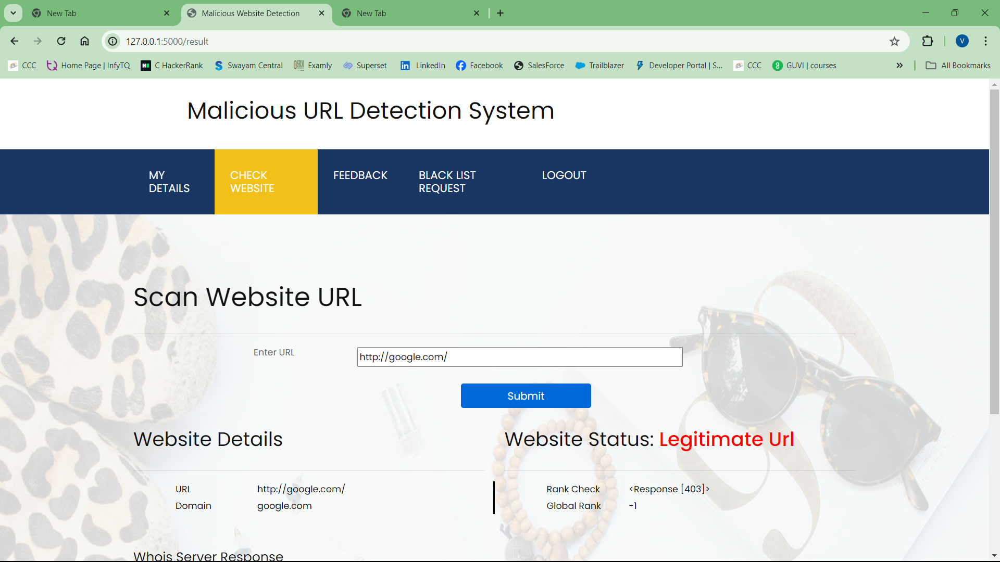 New Tab
Malicious Website Detection
New Tab
127.0.0.1:5000/result
V
CCC
Home Page | InfyTQ
C HackerRank
Swayam Central
Examly
Superset
LinkedIn
Facebook
SalesForce
Trailblazer
Developer Portal | S...
CCC
GUVI | courses
All Bookmarks
Malicious URL Detection System
MY
DETAILS
CHECK
WEBSITE
FEEDBACK
BLACK LIST
REQUEST
LOGOUT
Scan Website URL
Enter URL
http://google.com/
Submit
Website Details
Website Status: Legitimate Url
URL http://google.com/
Domain google.com
Rank Check <Response [403]>
Global Rank -1
Whois Server Response